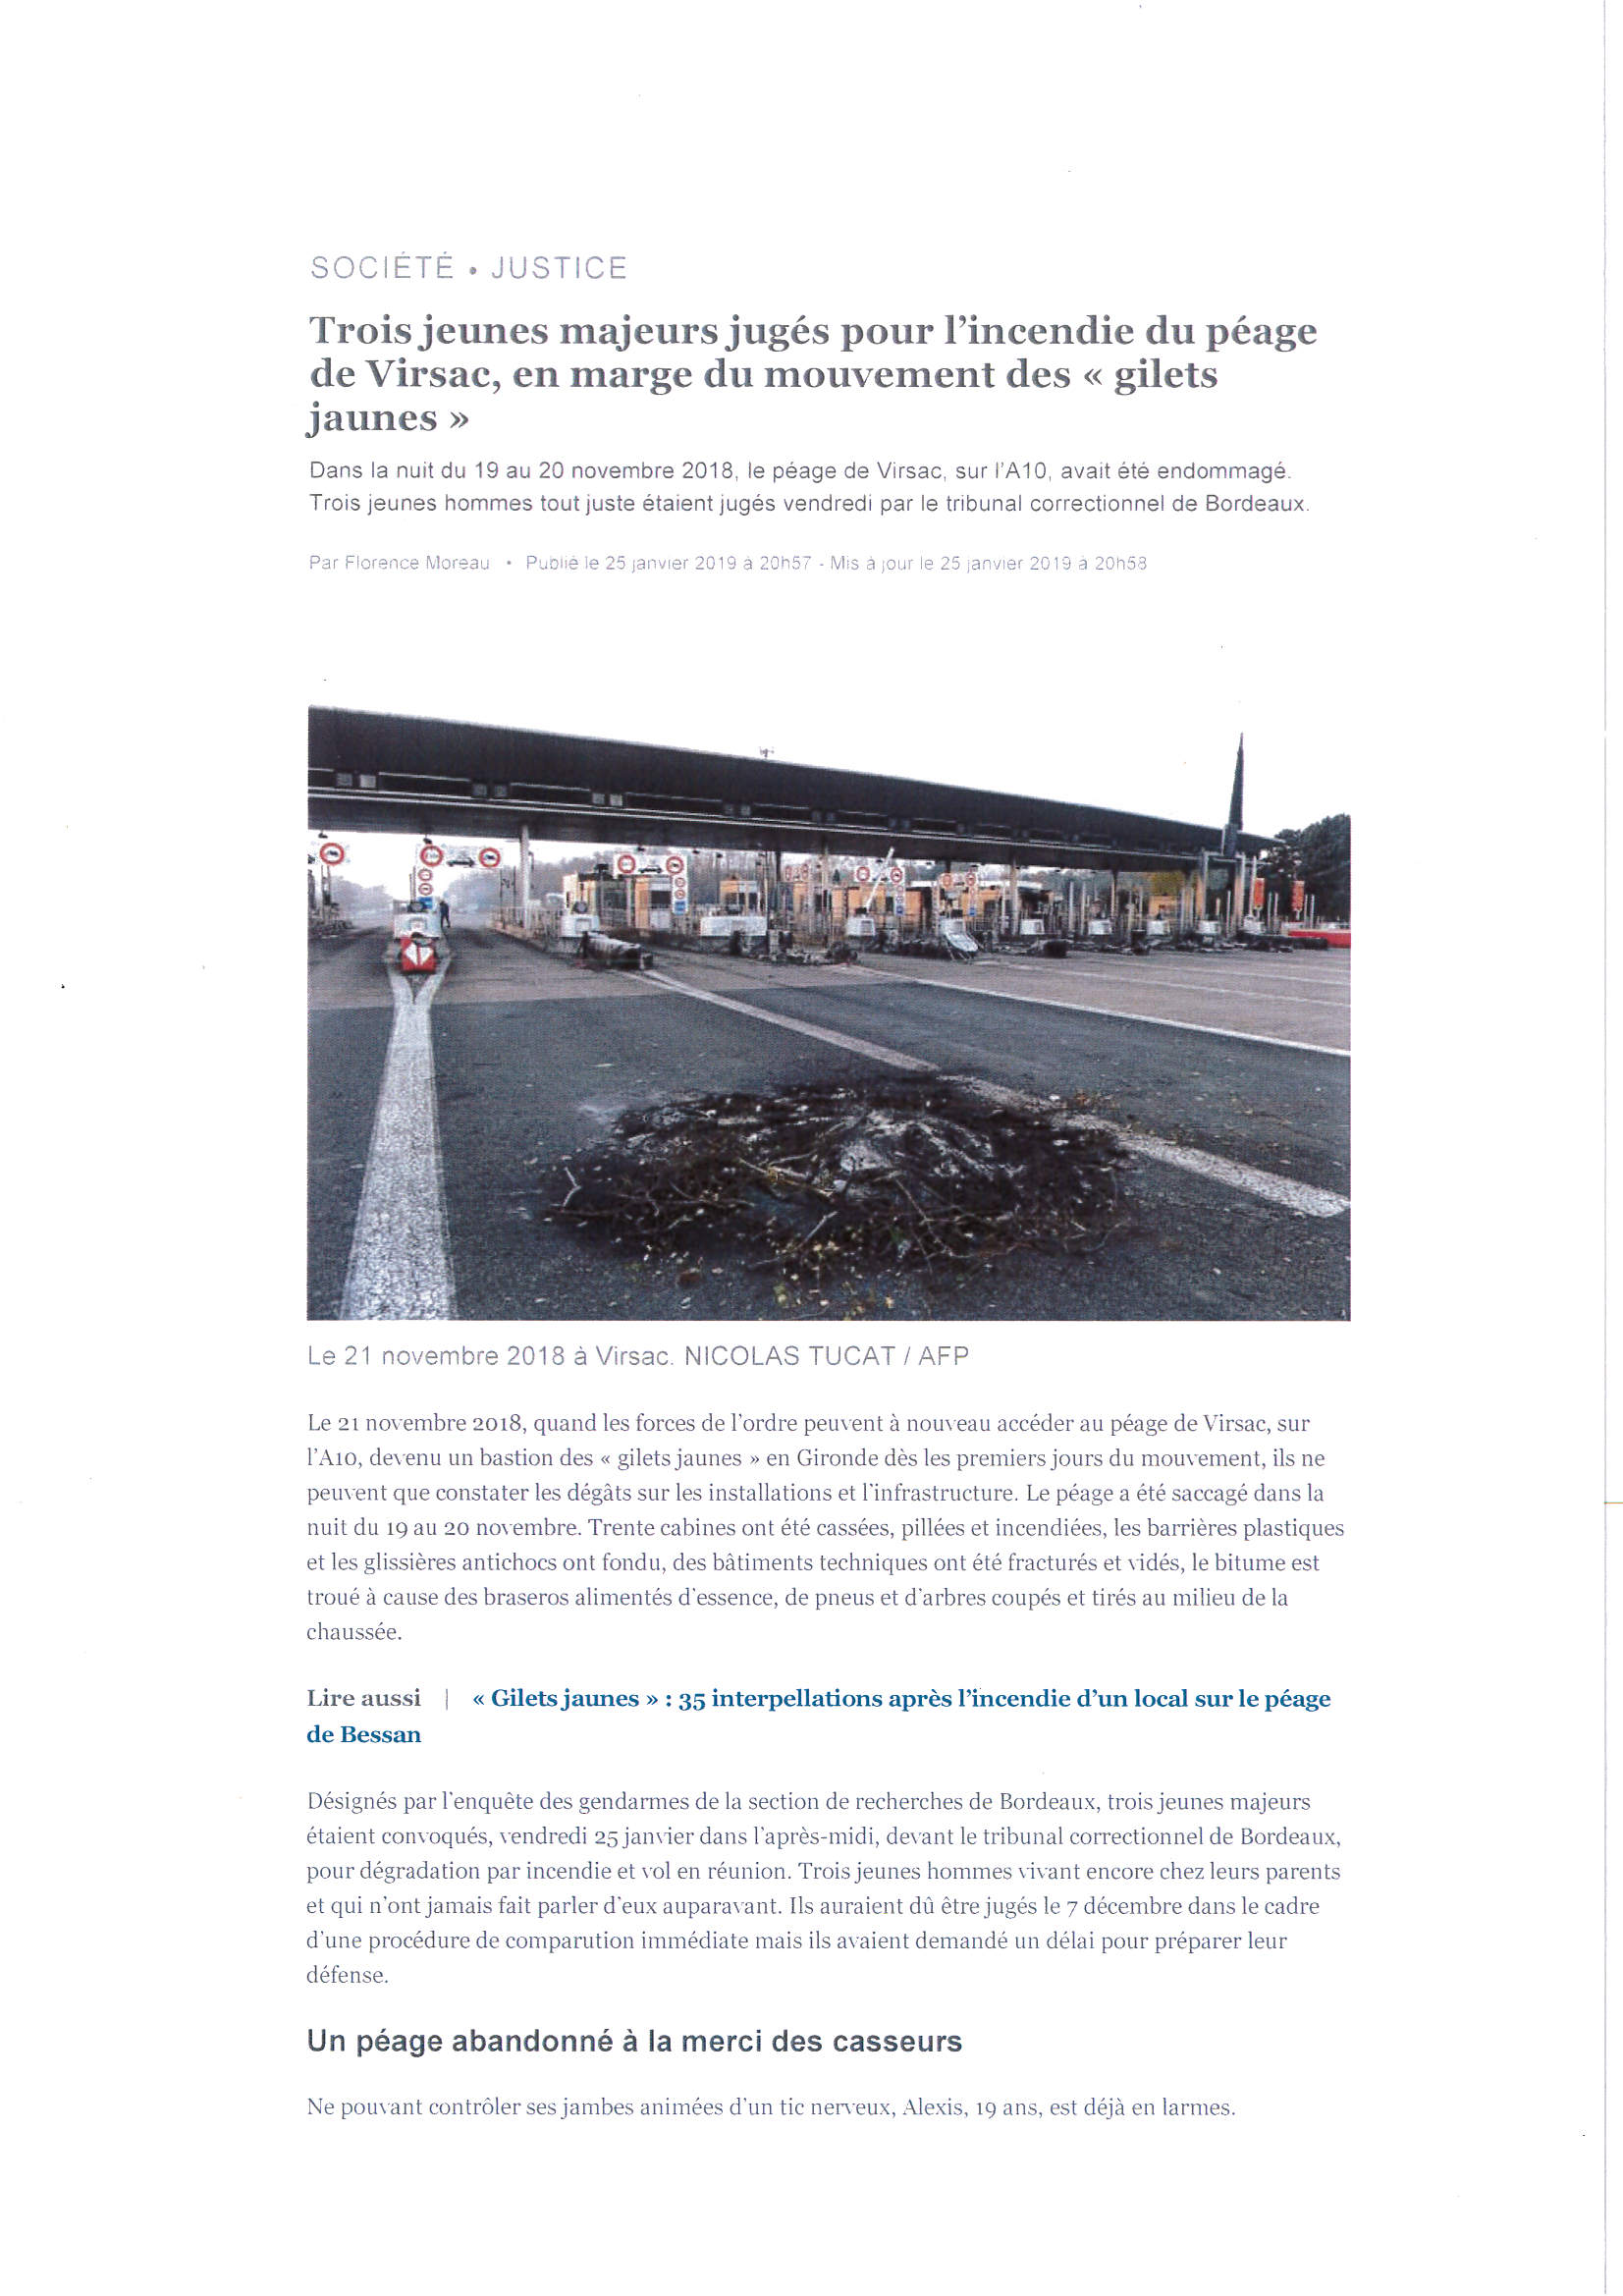 SOCIÉTÉ • JUSTICE
Trois jeunes majeurs jugés pour l’incendie du péage
de Virsac, en marge du mouvement des « gilets
jaunes »
Dans la nuit du 19 au 20 novembre 2018, le péage de Virsac, sur l’A10, avait été endommagé.
Trois jeunes hommes tout juste étaient jugés vendredi par le tribunal correctionnel de Bordeaux.
Par Florence Moreau • Publié le 25 janvier 2019 à 20h57 - Mis à jour le 25 janvier 2019 à 20h58
Le 21 novembre 2018 à Virsac. NICOLAS TUCAT / AFP
Le 21 novembre 2018, quand les forces de l’ordre peuvent à nouveau accéder au péage de Virsac, sur
l’A10, devenu un bastion des « gilets jaunes » en Gironde dès les premiers jours du mouvement, ils ne
peuvent que constater les dégâts sur les installations et l’infrastructure. Le péage a été saccagé dans la
nuit du 19 au 20 novembre. Trente cabines ont été cassées, pillées et incendiées, les barrières plastiques
et les glissières antichocs ont fondu, des bâtiments techniques ont été fracturés et vidés, le bitume est
troué à cause des braseros alimentés d’essence, de pneus et d’arbres coupés et tirés au milieu de la
chaussée.
Lire aussi | « Gilets jaunes » : 35 interpellations après l’incendie d’un local sur le péage
de Bessan
Désignés par l’enquête des gendarmes de la section de recherches de Bordeaux, trois jeunes majeurs
étaient convoqués, vendredi 25 janvier dans l’après-midi, devant le tribunal correctionnel de Bordeaux,
pour dégradation par incendie et vol en réunion. Trois jeunes hommes vivant encore chez leurs parents
et qui n’ont jamais fait parler d’eux auparavant. Ils auraient dû être jugés le 7 décembre dans le cadre
d’une procédure de comparution immédiate mais ils avaient demandé un délai pour préparer leur
défense.
Un péage abandonné à la merci des casseurs
Ne pouvant contrôler ses jambes animées d’un tic nerveux, Alexis, 19 ans, est déjà en larmes.